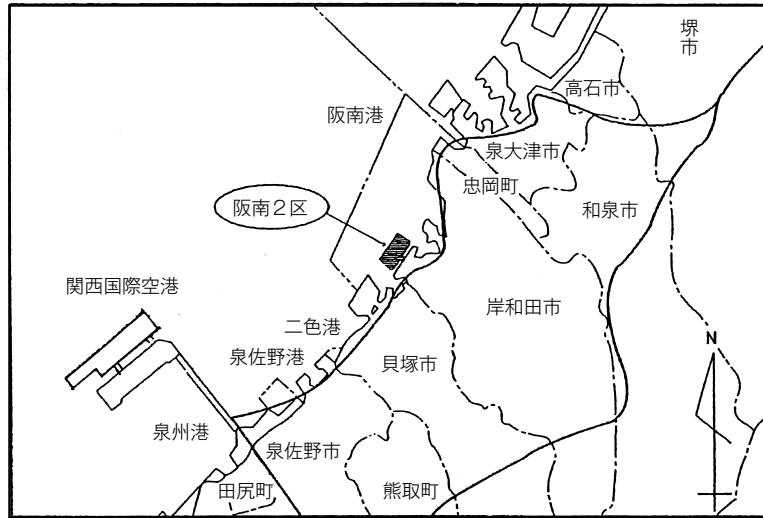 堺
市
高石市
阪南港
泉大津市
忠岡町
和泉市
阪南2区
関西国際空港
岸和田市
二色港
N
泉佐野港
貝塚市
泉州港
泉佐野市
田尻町
熊取町